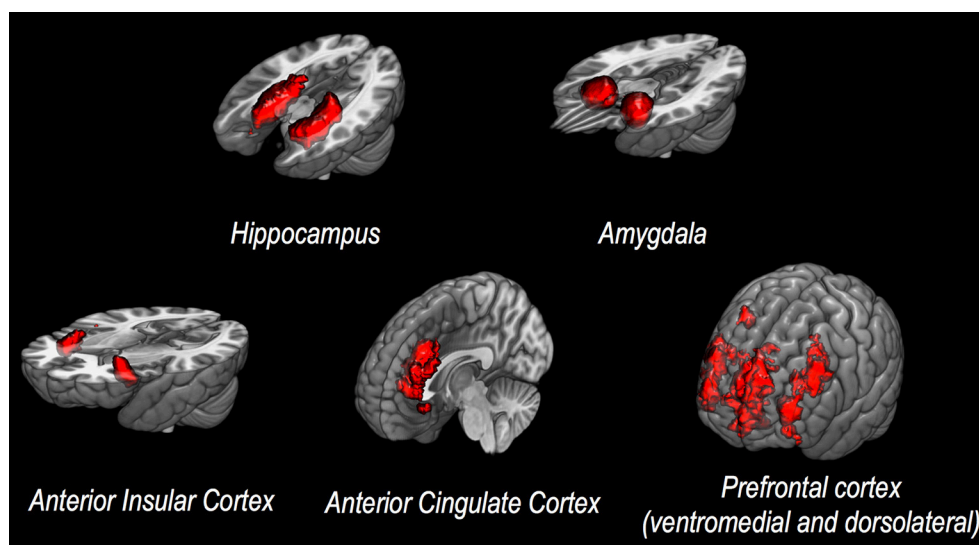 Hippocampus
Amygdala
Anterior Insular Cortex
Anterior Cingulate Cortex
Prefrontal cortex
(ventromedial and dorsolateral)